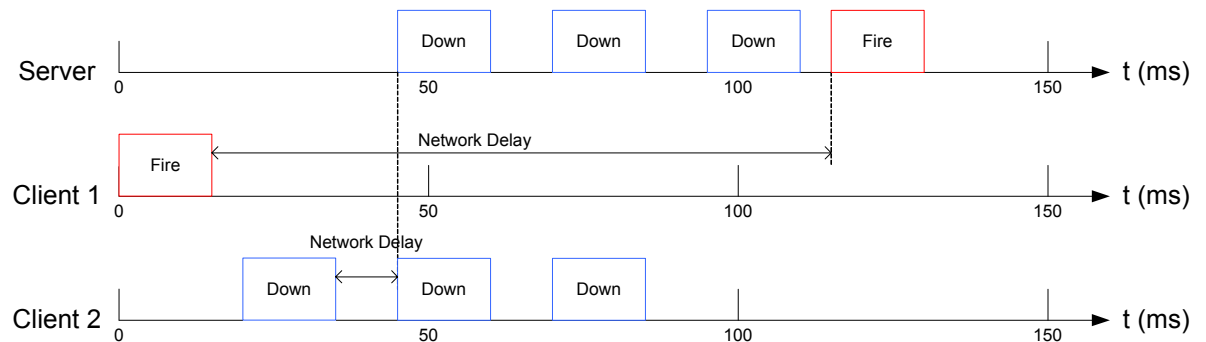 Down Down Down Fire
Server t (ms)
0 50 100 150
Network Delay
Fire
Client 1 t (ms)
0 50 100 150
Network Delay
Down Down Down
Client 2 t (ms)
0 50 100 150